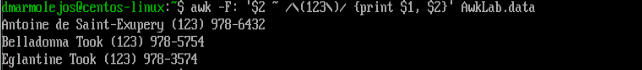 dmarmolejos@centos-linux:~$ awk -F: '$2 ~ /\(123\)/ {print $1, $2}' AwkLab.data
Antoine de Saint-Exupery (123) 978-6432
Belladonna Took (123) 978-5754
Eglantine Took (123) 978-3574